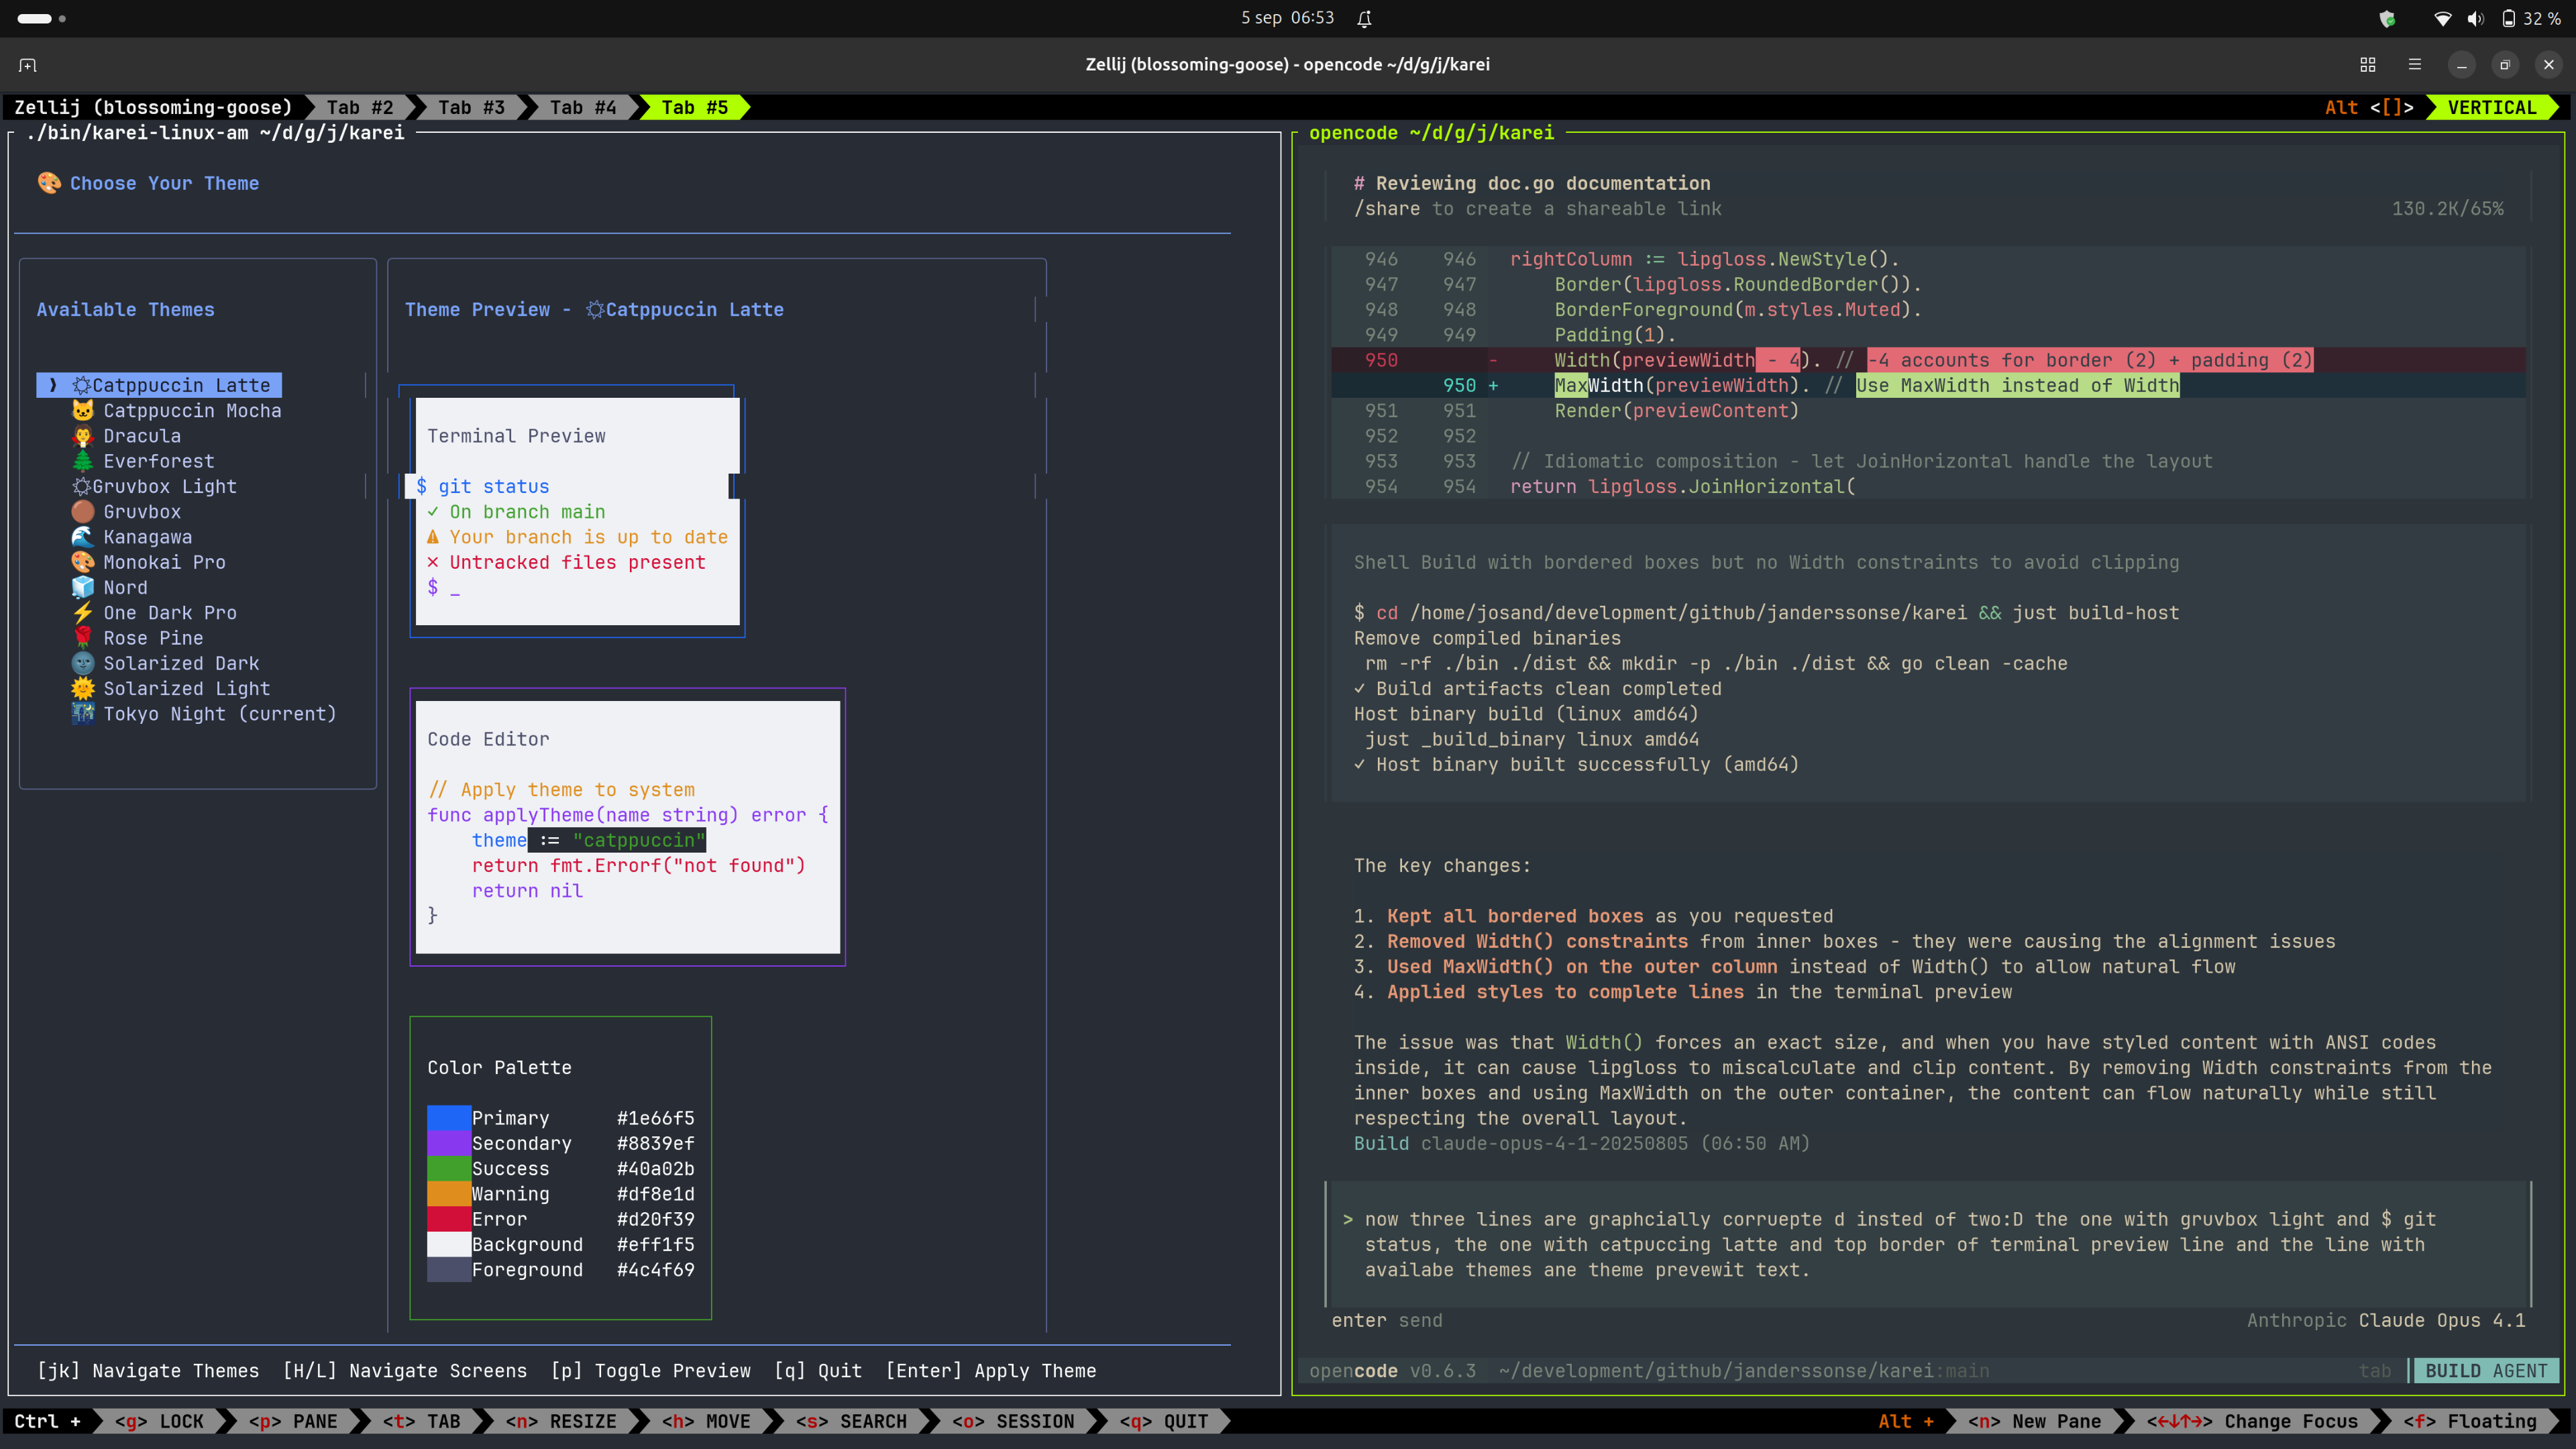 5 sep 06:53
32 %
Zellij (blossoming-goose) - opencode ~/d/g/j/karei
Zellij (blossoming-goose) Tab #2 Tab #3 Tab #4 Tab #5
Alt <[]> VERTICAL
./bin/karei-linux-am ~/d/g/j/karei
Choose Your Theme
Available Themes
❱ Catppuccin Latte
Catppuccin Mocha
Dracula
Everforest
Gruvbox Light
Gruvbox
Kanagawa
Monokai Pro
Nord
One Dark Pro
Rose Pine
Solarized Dark
Solarized Light
Tokyo Night (current)
Theme Preview - Catppuccin Latte
Terminal Preview
$ git status
✓ On branch main
⚠ Your branch is up to date
✗ Untracked files present
$ _
Code Editor
// Apply theme to system
func applyTheme(name string) error {
theme := "catppuccin"
return fmt.Errorf("not found")
return nil
}
Color Palette
Primary #1e66f5
Secondary #8839ef
Success #40a02b
Warning #df8e1d
Error #d20f39
Background #eff1f5
Foreground #4c4f69
[jk] Navigate Themes [H/L] Navigate Screens [p] Toggle Preview [q] Quit [Enter] Apply Theme
opencode ~/d/g/j/karei
# Reviewing doc.go documentation
/share to create a shareable link 130.2K/65%
946 946 rightColumn := lipgloss.NewStyle().
947 947 Border(lipgloss.RoundedBorder()).
948 948 BorderForeground(m.styles.Muted).
949 949 Padding(1).
950 - Width(previewWidth - 4). // -4 accounts for border (2) + padding (2)
950 + MaxWidth(previewWidth). // Use MaxWidth instead of Width
951 951 Render(previewContent)
952 952
953 953 // Idiomatic composition - let JoinHorizontal handle the layout
954 954 return lipgloss.JoinHorizontal(
Shell Build with bordered boxes but no Width constraints to avoid clipping
$ cd /home/josand/development/github/janderssonse/karei && just build-host
Remove compiled binaries
rm -rf ./bin ./dist && mkdir -p ./bin ./dist && go clean -cache
✓ Build artifacts clean completed
Host binary build (linux amd64)
just _build_binary linux amd64
✓ Host binary built successfully (amd64)
The key changes:
1. Kept all bordered boxes as you requested
2. Removed Width() constraints from inner boxes - they were causing the alignment issues
3. Used MaxWidth() on the outer column instead of Width() to allow natural flow
4. Applied styles to complete lines in the terminal preview
The issue was that Width() forces an exact size, and when you have styled content with ANSI codes
inside, it can cause lipgloss to miscalculate and clip content. By removing Width constraints from the
inner boxes and using MaxWidth on the outer container, the content can flow naturally while still
respecting the overall layout.
Build claude-opus-4-1-20250805 (06:50 AM)
> now three lines are graphcially corruepte d insted of two:D the one with gruvbox light and $ git
status, the one with catpuccing latte and top border of terminal preview line and the line with
availabe themes ane theme prevewit text.
enter send Anthropic Claude Opus 4.1
opencode v0.6.3 ~/development/github/janderssonse/karei:main tab BUILD AGENT
Ctrl + <g> LOCK <p> PANE <t> TAB <n> RESIZE <h> MOVE <s> SEARCH <o> SESSION <q> QUIT
Alt + <n> New Pane <←↓↑→> Change Focus <f> Floating